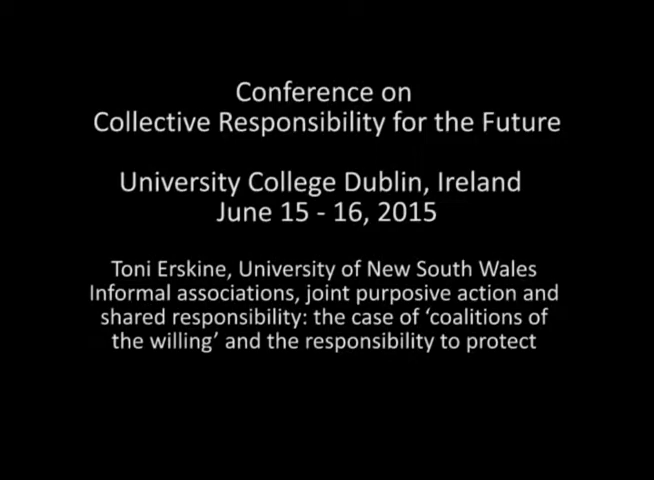 Conference on
Collective Responsibility for the Future
University College Dublin, Ireland
June 15 - 16, 2015
Toni Erskine, University of New South Wales
Informal associations, joint purposive action and
shared responsibility: the case of ‘coalitions of
the willing’ and the responsibility to protect